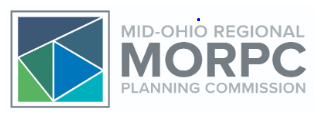 MID-OHIO REGIONAL
MORPC
PLANNING COMMISSION